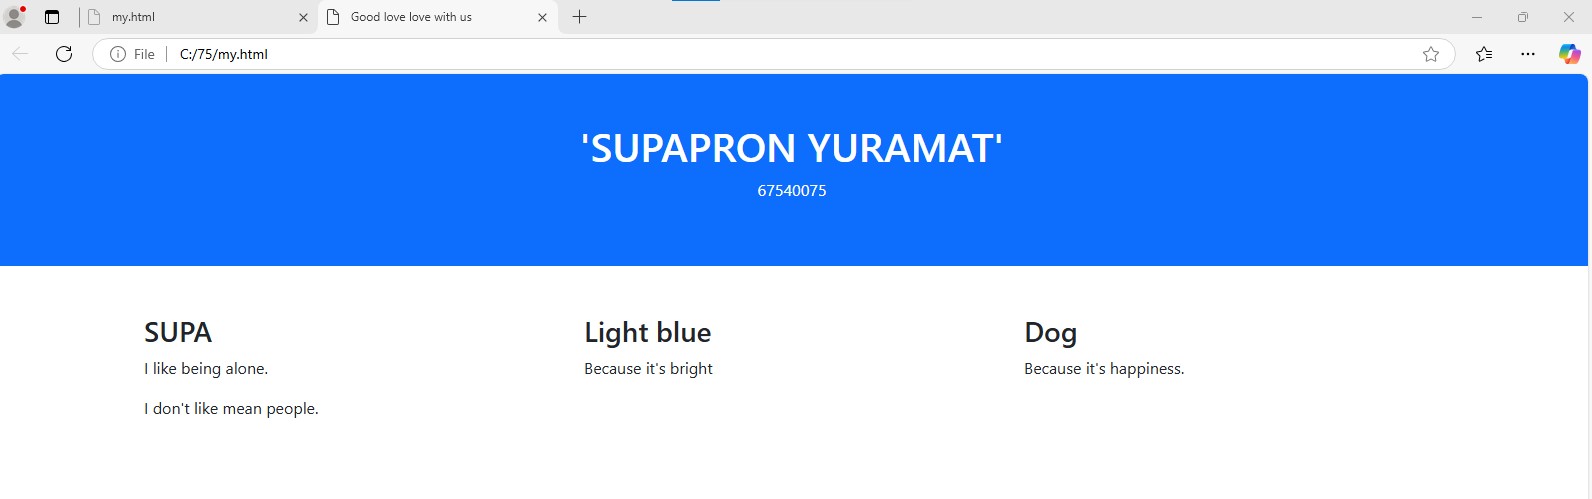 my.html
Good love love with us
File
C:/75/my.html
'SUPAPRON YURAMAT'
67540075
SUPA
Light blue
Dog
I like being alone.
Because it's bright
Because it's happiness.
I don't like mean people.